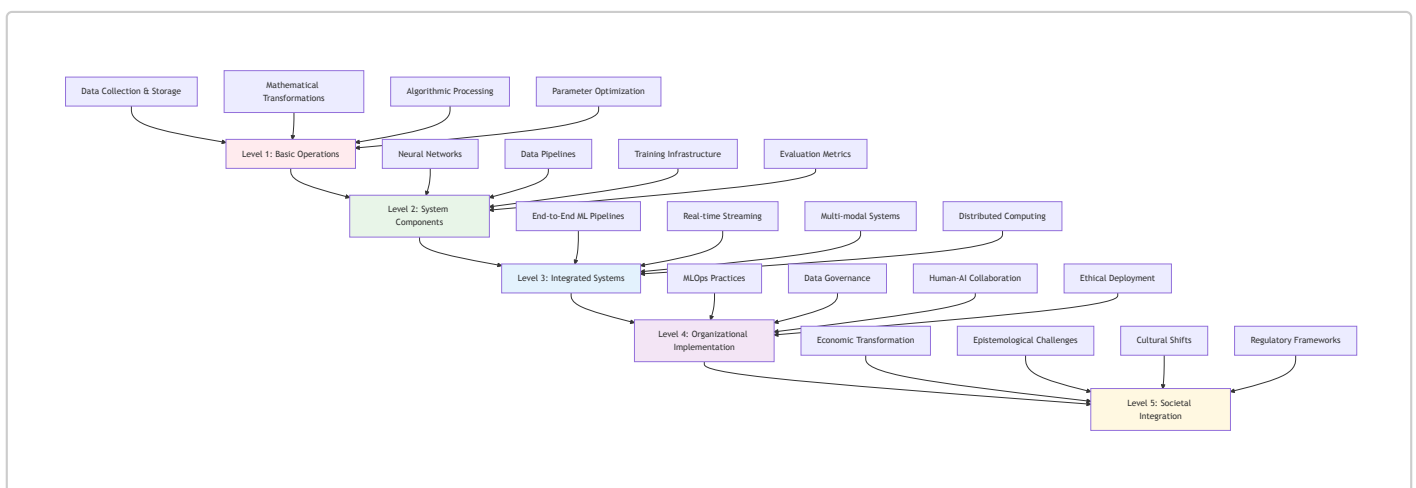 Data Collection & Storage
Mathematical
Transformations
Algorithmic Processing
Parameter Optimization
Level 1: Basic Operations
Neural Networks
Data Pipelines
Training Infrastructure
Evaluation Metrics
Level 2: System
Components
End-to-End ML Pipelines
Real-time Streaming
Multi-modal Systems
Distributed Computing
Level 3: Integrated Systems
MLOps Practices
Data Governance
Human-AI Collaboration
Ethical Deployment
Level 4: Organizational
Implementation
Economic Transformation
Epistemological Challenges
Cultural Shifts
Regulatory Frameworks
Level 5: Societal
Integration